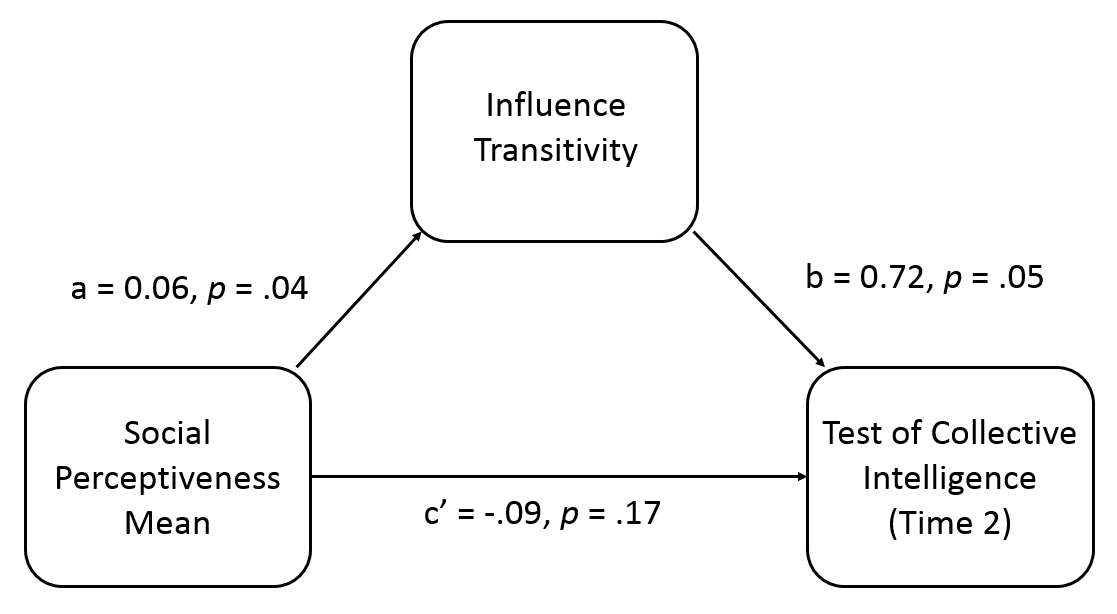 Influence
Transitivity
a = 0.06, p = .04
b = 0.72, p = .05
Social
Perceptiveness
Mean
c’ = -.09, p = .17
Test of Collective
Intelligence
(Time 2)